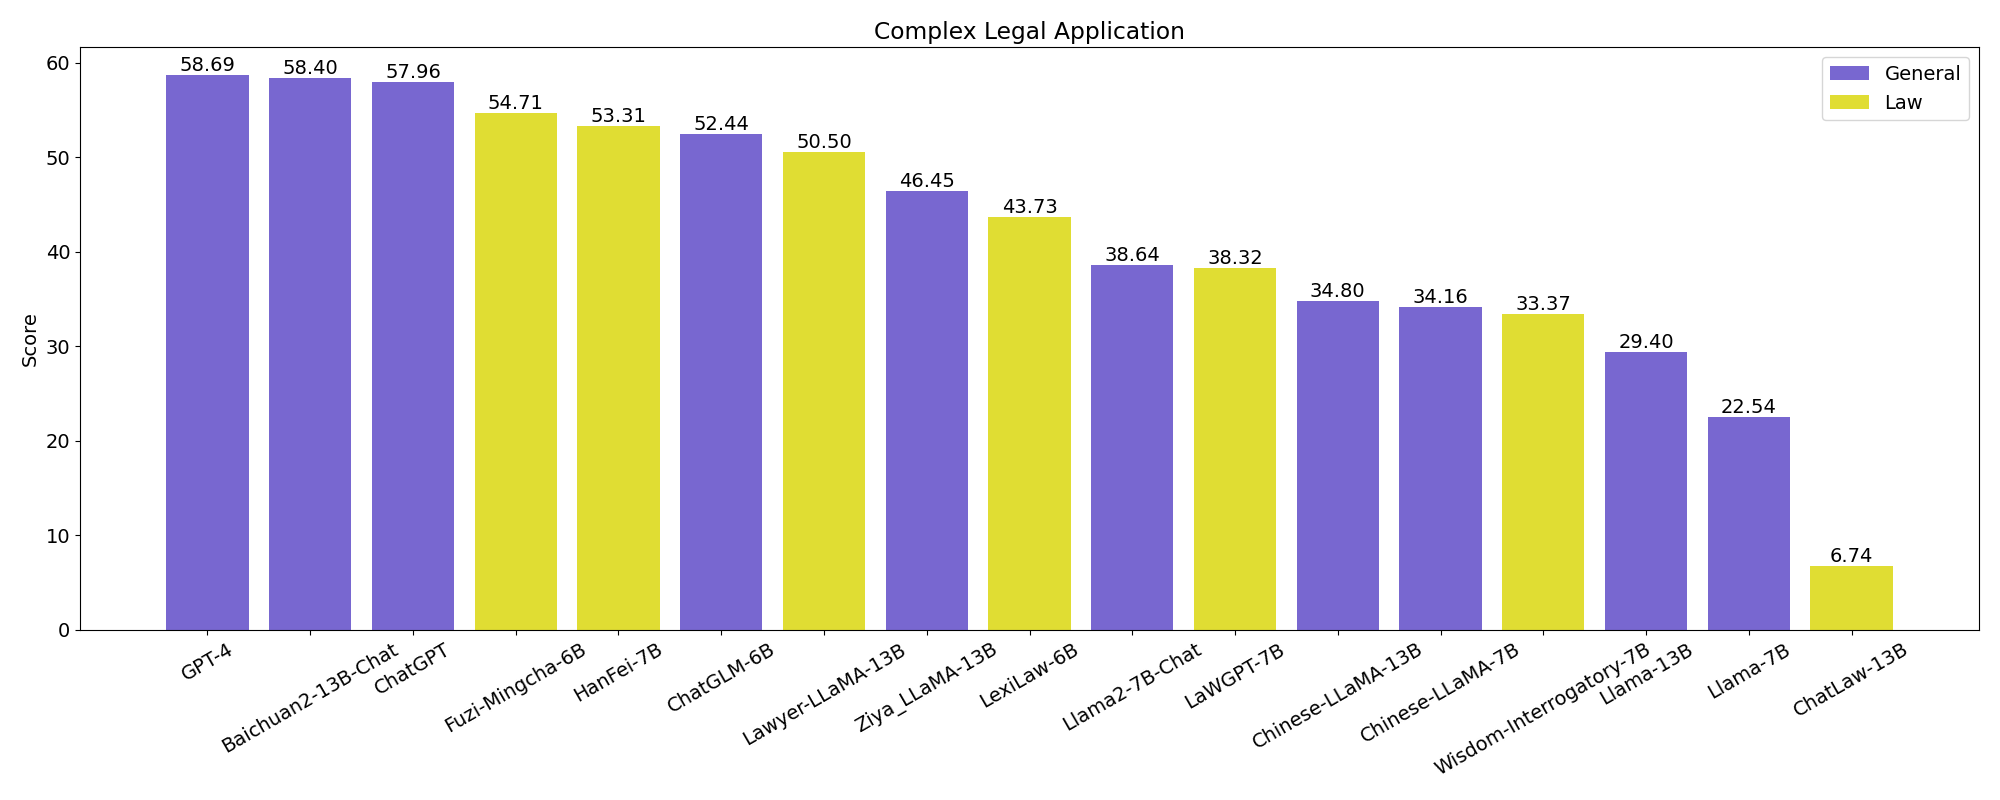 Complex Legal Application
General
Law
Score
60
50
40
30
20
10
0
58.69
58.40
57.96
54.71
53.31
52.44
50.50
46.45
43.73
38.64
38.32
34.80
34.16
33.37
29.40
22.54
6.74
GPT-4
Baichuan2-13B-Chat
ChatGPT
Fuzi-Mingcha-6B
HanFei-7B
ChatGLM-6B
Lawyer-LLaMA-13B
Ziya_LLaMA-13B
LexiLaw-6B
Llama2-7B-Chat
LaWGPT-7B
Chinese-LLaMA-13B
Chinese-LLaMA-7B
Wisdom-Interrogatory-7B
Llama-13B
Llama-7B
ChatLaw-13B